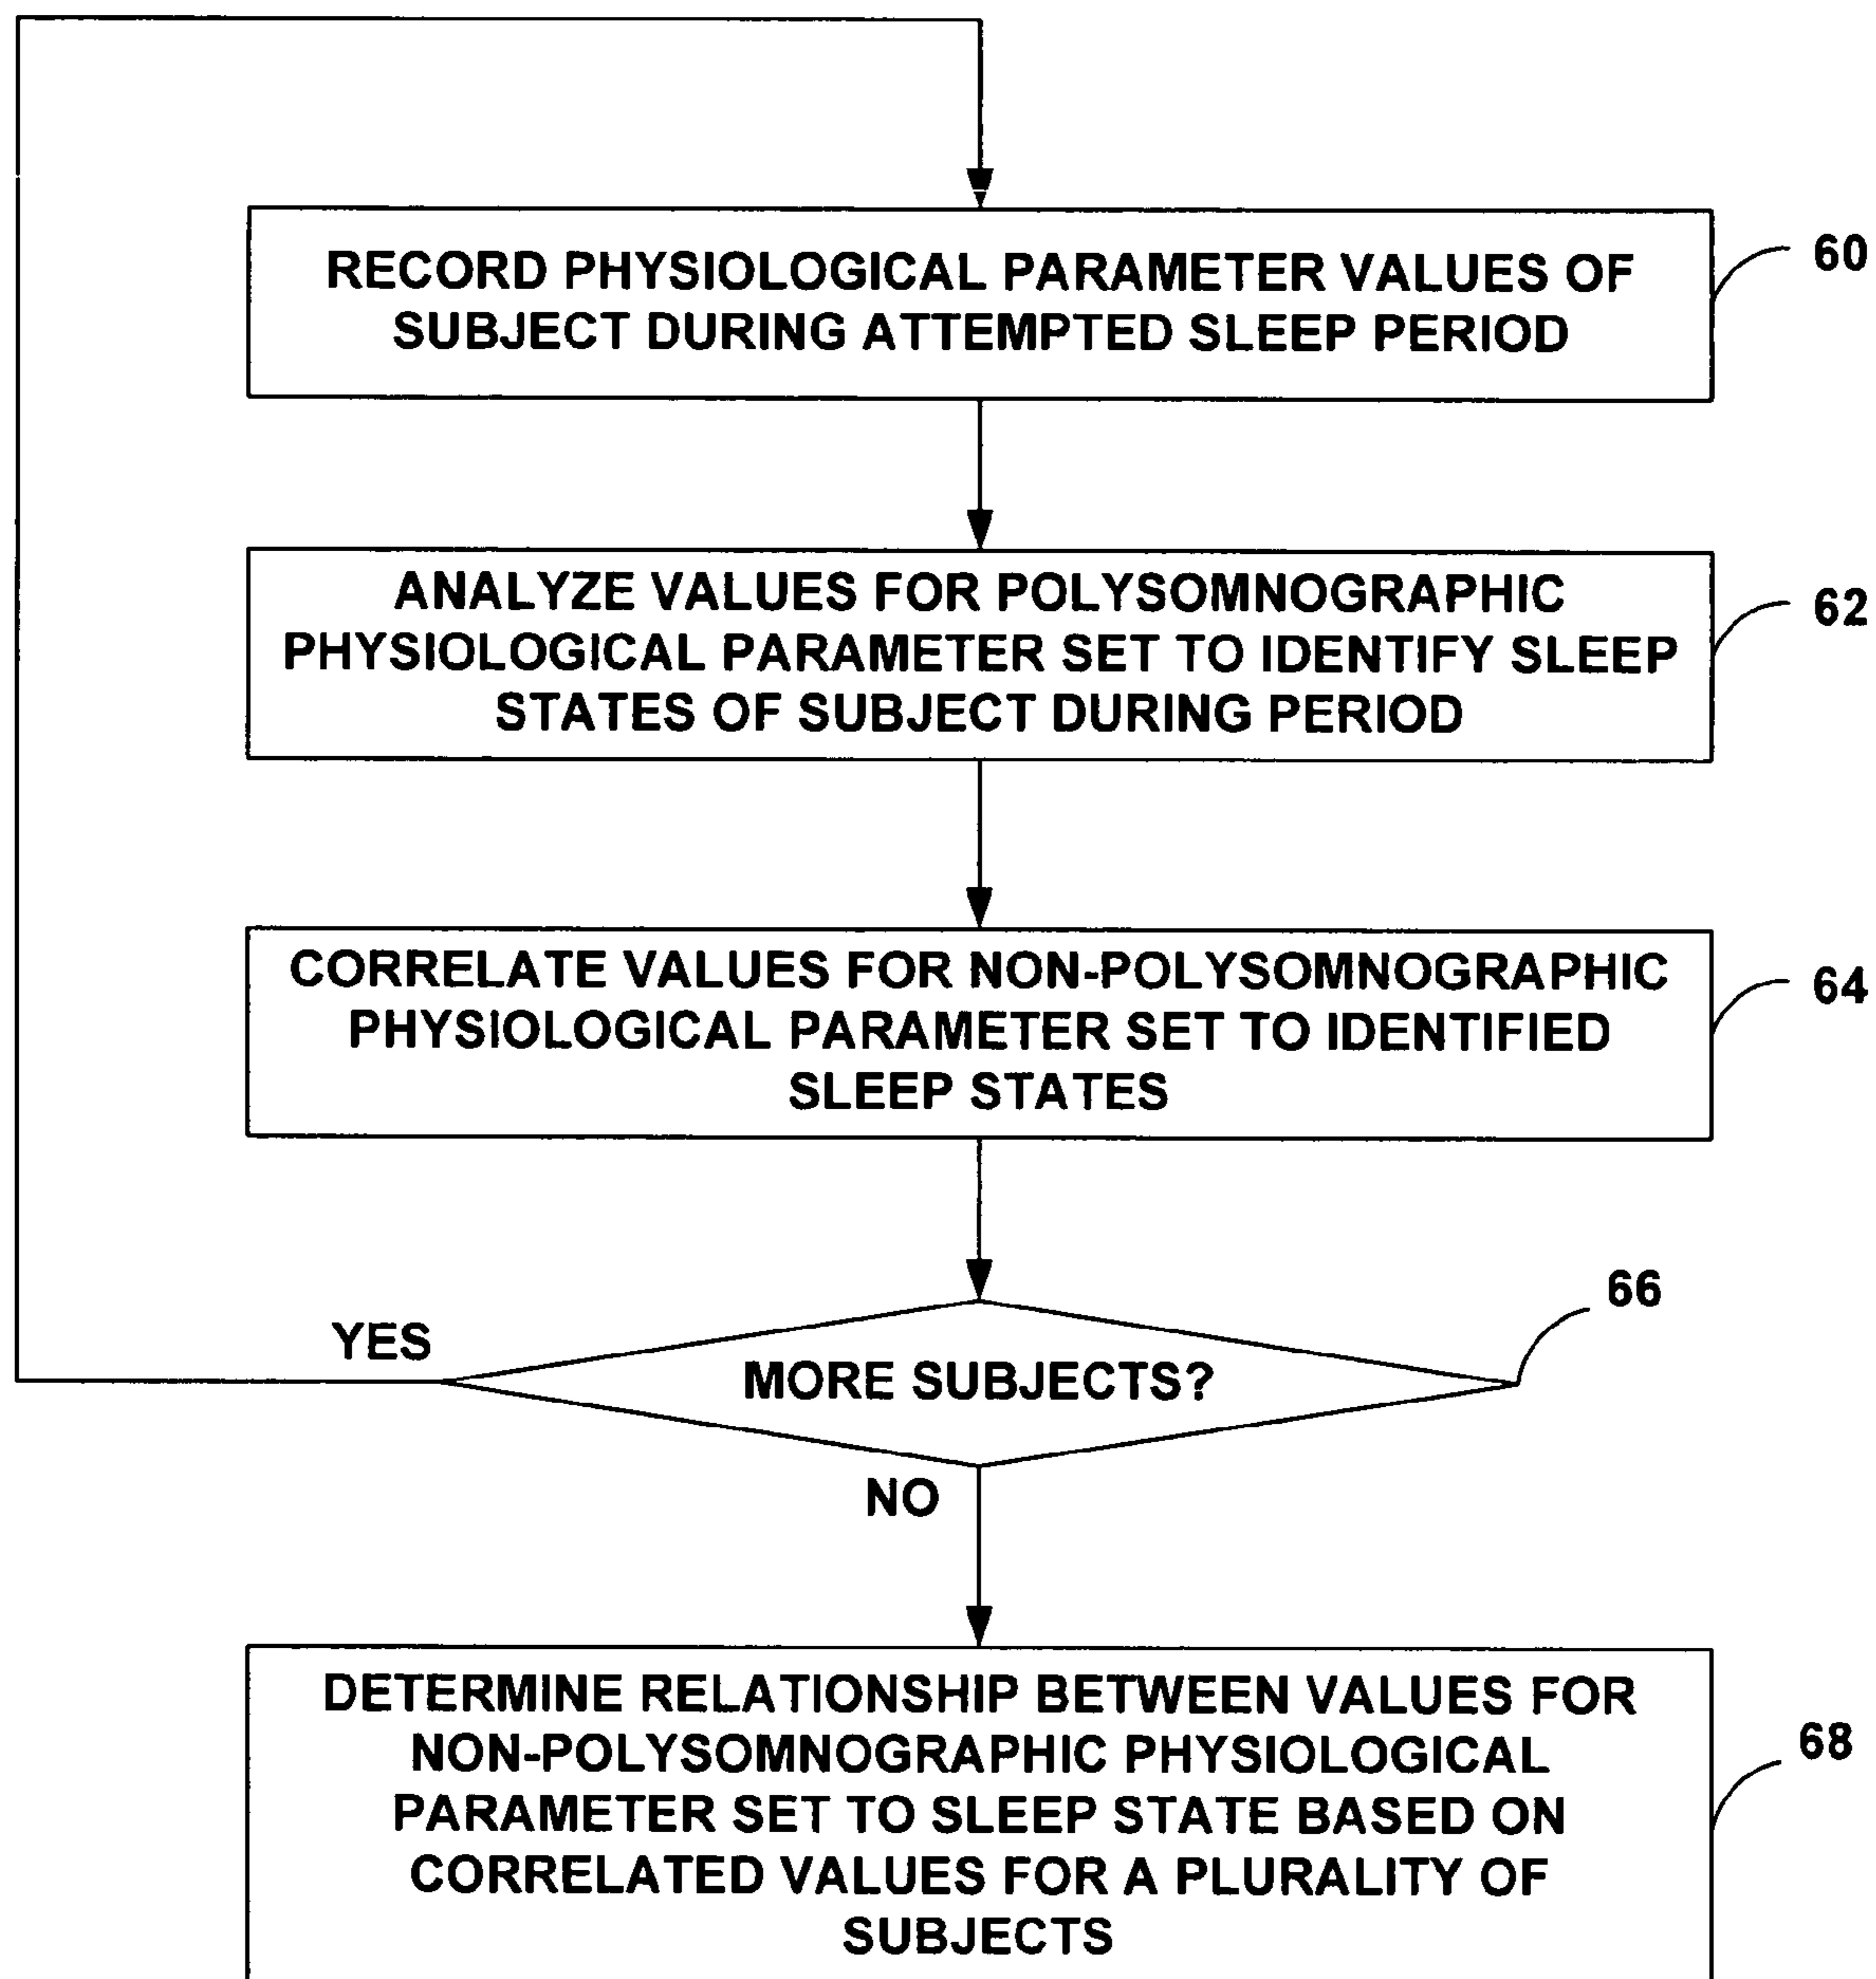 RECORD PHYSIOLOGICAL PARAMETER VALUES OF
SUBJECT DURING ATTEMPTED SLEEP PERIOD
60
ANALYZE VALUES FOR POLYSOMNOGRAPHIC
PHYSIOLOGICAL PARAMETER SET TO IDENTIFY SLEEP
STATES OF SUBJECT DURING PERIOD
62
CORRELATE VALUES FOR NON-POLYSOMNOGRAPHIC
PHYSIOLOGICAL PARAMETER SET TO IDENTIFIED
SLEEP STATES
64
66
YES
MORE SUBJECTS?
NO
DETERMINE RELATIONSHIP BETWEEN VALUES FOR
NON-POLYSOMNOGRAPHIC PHYSIOLOGICAL
PARAMETER SET TO SLEEP STATE BASED ON
CORRELATED VALUES FOR A PLURALITY OF
SUBJECTS
68